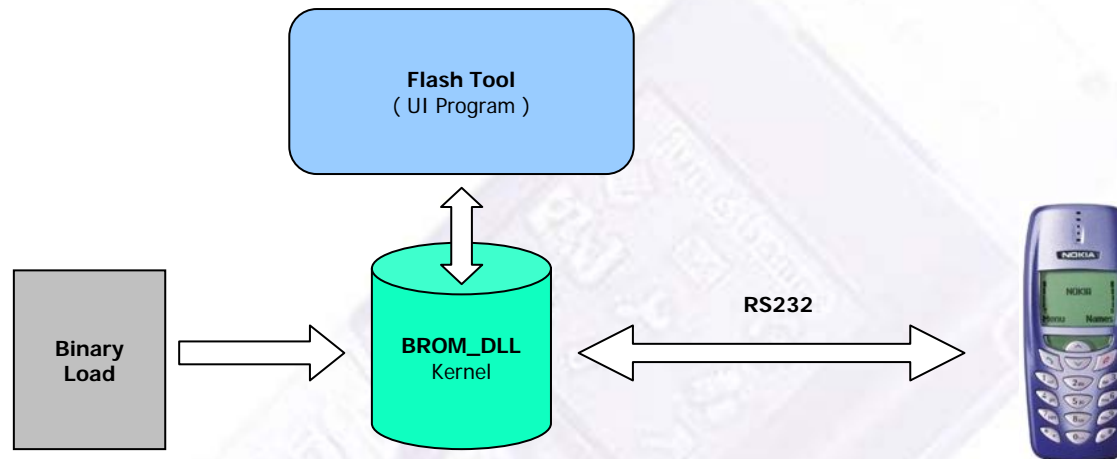 Flash Tool
( UI Program )
Binary
Load
BROM_DLL
Kernel
RS232
NOKIA
NOKIA
Menu Names